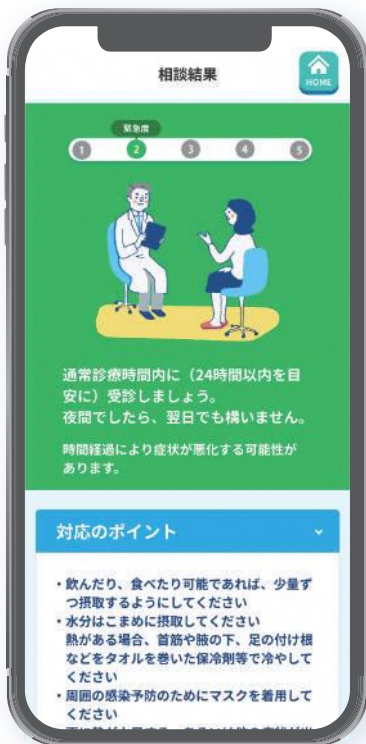 相談結果
HOME
緊急度
1 2 3 4 5
通常診療時間内に（24時間以内を目
安に）受診しましょう。
夜間でしたら、翌日でも構いません。
時間経過により症状が悪化する可能性が
あります。
対応のポイント
・飲んだり、食べたり可能であれば、少量ず
つ摂取するようにしてください
・水分はこまめに摂取してください
熱がある場合、首筋や腋の下、足の付け根
などをタオルを巻いた保冷剤等で冷やして
ください
・周囲の感染予防のためにマスクを着用して
ください